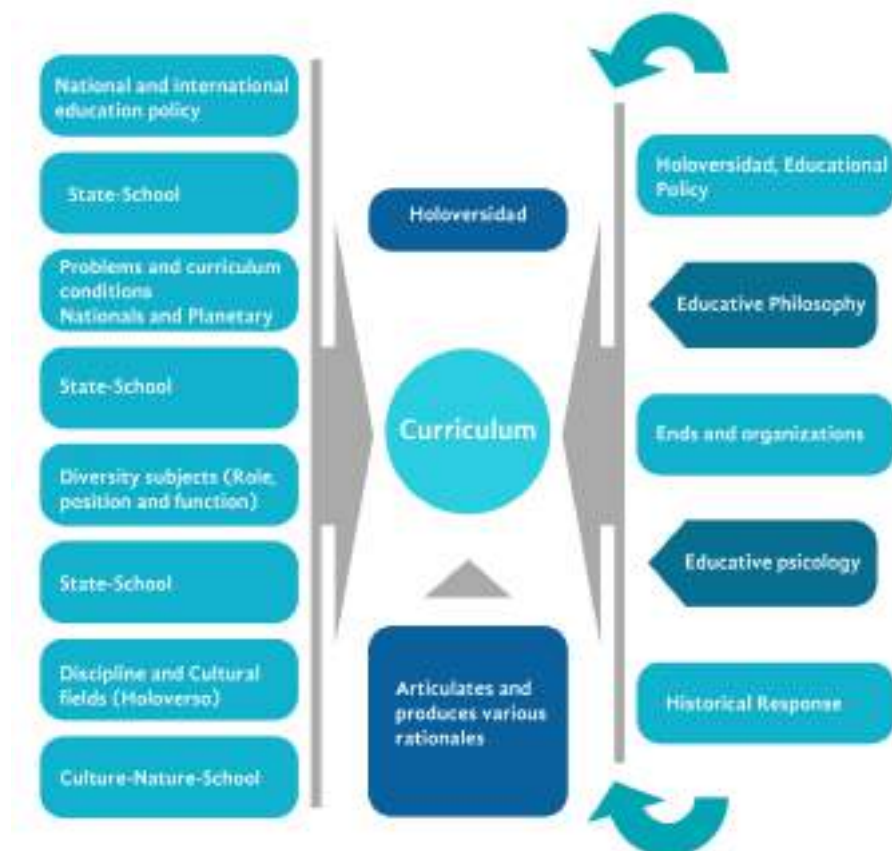 National and international
education policy
State-School
Problems and curriculum
conditions
Nationals and Planetary
State-School
Diversity subjects (Role,
position and function)
State-School
Discipline and Cultural
fields (Holoverso)
Culture-Nature-School
Holoversidad
Curriculum
Articulates and
produces various
rationales
Holoversidad, Educational
Policy
Educative Philosophy
Ends and organizations
Educative psicology
Historical Response